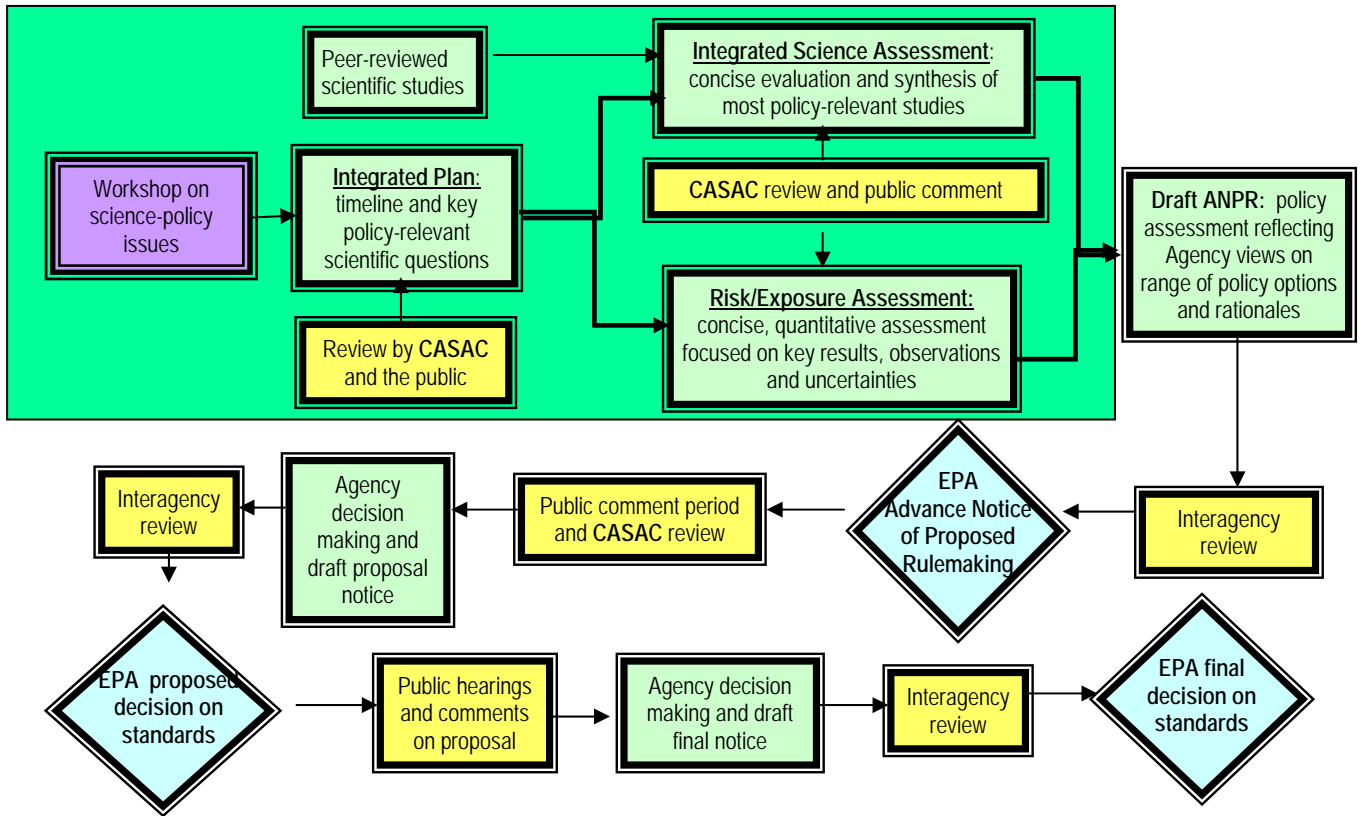 Peer-reviewed
scientific studies
Integrated Science Assessment:
concise evaluation and synthesis of
most policy-relevant studies
Workshop on
science-policy
issues
Integrated Plan:
timeline and key
policy-relevant
scientific questions
CASAC review and public comment
Draft ANPR: policy
assessment reflecting
Agency views on
range of policy options
and rationales
Review by CASAC
and the public
Risk/Exposure Assessment:
concise, quantitative assessment
focused on key results, observations
and uncertainties
Interagency
review
EPA
Advance Notice
of Proposed
Rulemaking
Public comment period
and CASAC review
Agency
decision
making and
draft proposal
notice
Interagency
review
EPA proposed
decision on
standards
Public hearings
and comments
on proposal
Agency decision
making and draft
final notice
Interagency
review
EPA final
decision on
standards